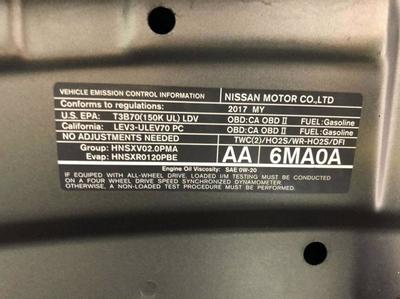 VEHICLE EMISSION CONTROL INFORMATION NISSAN MOTOR CO.,LTD
Conforms to regulations: 2017 MY
U.S. EPA: T3B70(150K UL) LDV OBD:CA OBD II FUEL:Gasoline
California: LEV3-ULEV70 PC OBD:CA OBD II FUEL:Gasoline
NO ADJUSTMENTS NEEDED TWC(2)/HO2S/WR-HO2S/DFI
Group: HNSXV02.0PMA
Evap: HNSXR0120PBE
AA 6MA0A
Engine Oil Viscosity: SAE 0W-20
IF EQUIPPED WITH ALL-WHEEL DRIVE, LOADED I/M TESTING MUST BE CONDUCTED
ON A FOUR WHEEL DRIVE SPEED SYNCHRONIZED DYNAMOMETER.
OTHERWISE, A NON-LOADED TEST PROCEDURE MUST BE PERFORMED.